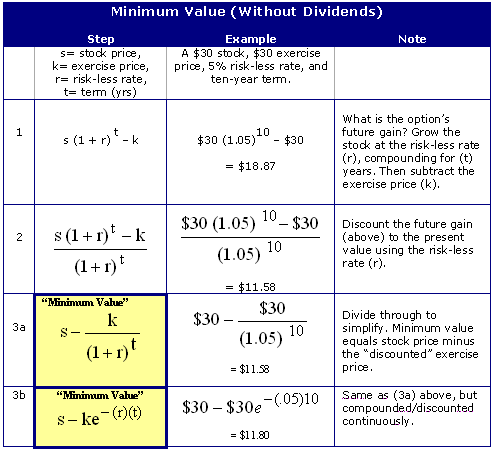 Minimum Value (Without Dividends)
Step Example Note
s= stock price,
k= exercise price,
r= risk-less rate,
t= term (yrs)
A $30 stock, $30 exercise
price, 5% risk-less rate, and
ten-year term.
1
s (1 + r)^t – k
$30 (1.05)^10 – $30
= $18.87
What is the option's
future gain? Grow the
stock at the risk-less rate
(r), compounding for (t)
years. Then subtract the
exercise price (k).
2
s (1 + r)^t – k
(1 + r)^t
$30 (1.05)^10 – $30
(1.05)^10
= $11.58
Discount the future gain
(above) to the present
value using the risk-less
rate (r).
3a
“Minimum Value”
s – k
(1 + r)^t
$30 – $30
(1.05)^10
= $11.58
Divide through to
simplify. Minimum value
equals stock price minus
the “discounted” exercise
price.
3b
“Minimum Value”
s – ke^–(r)(t)
$30 – $30e^–(.05)10
= $11.80
Same as (3a) above, but
compounded/discounted
continuously.